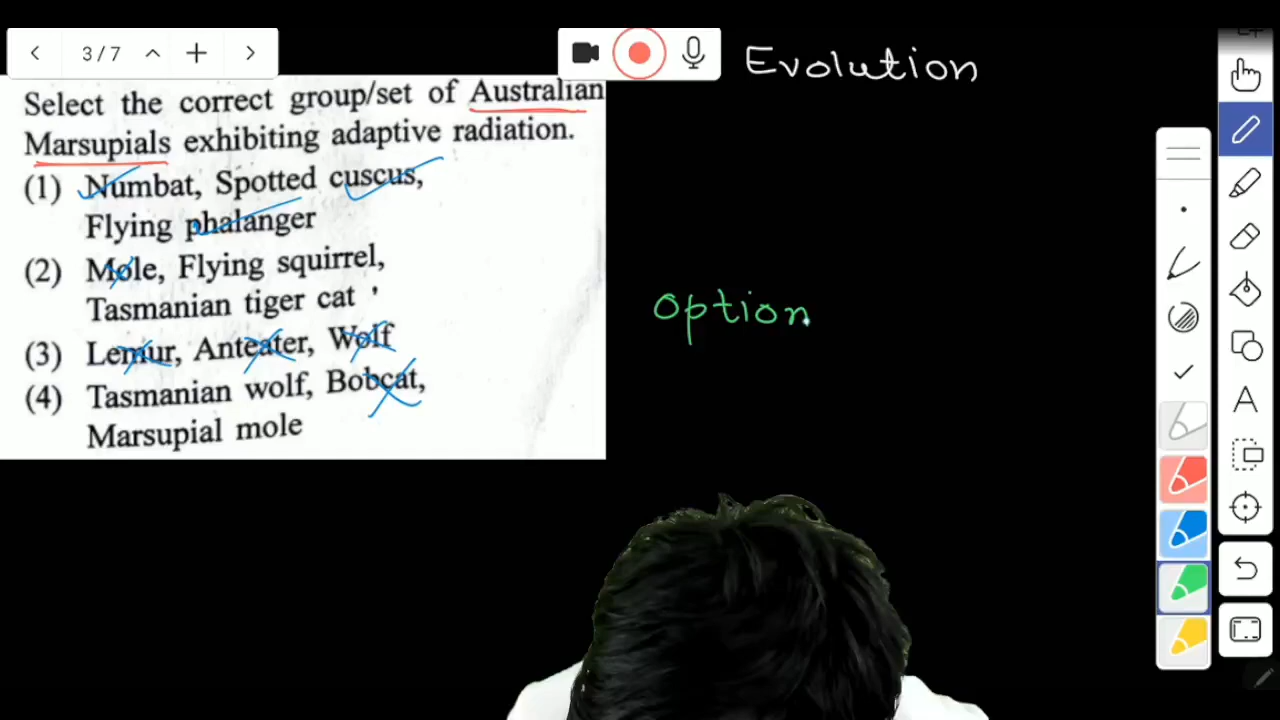 3/7
Evolution
Select the correct group/set of Australian
Marsupials exhibiting adaptive radiation.
(1) Numbat, Spotted cuscus,
Flying phalanger
(2) Mole, Flying squirrel,
Tasmanian tiger cat
(3) Lemur, Anteater, Wolf
(4) Tasmanian wolf, Bobcat,
Marsupial mole
option
A